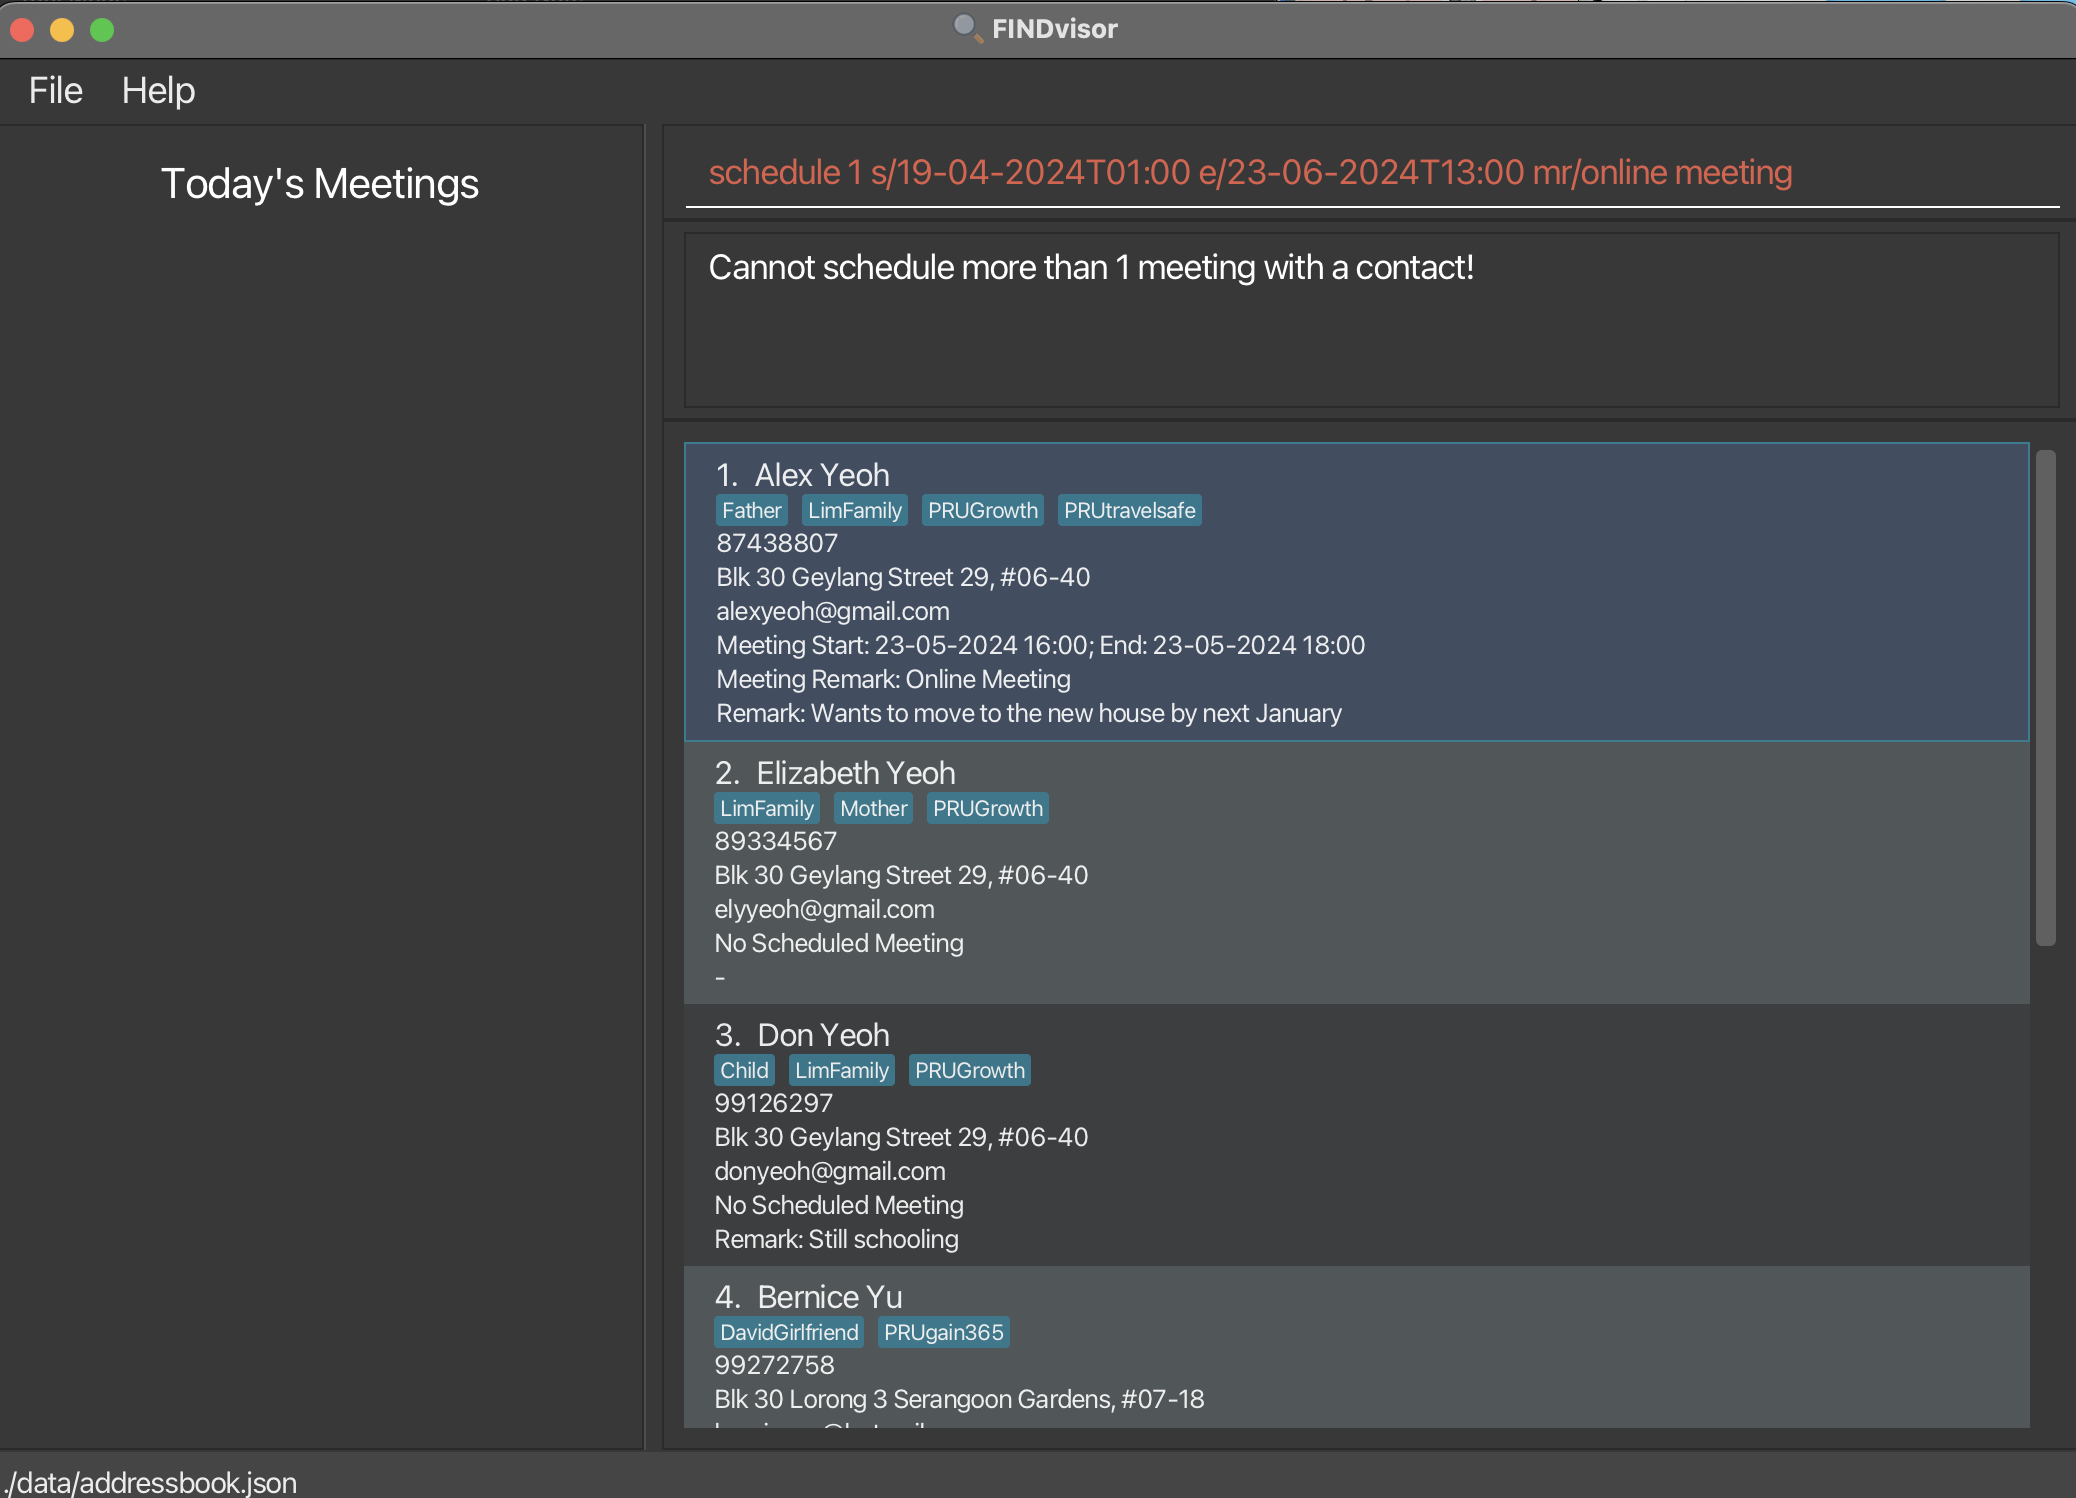 FINDvisor
File Help
Today's Meetings
schedule 1 s/19-04-2024T01:00 e/23-06-2024T13:00 mr/online meeting
Cannot schedule more than 1 meeting with a contact!
1. Alex Yeoh
Father LimFamily PRUGrowth PRUtravelsafe
87438807
Blk 30 Geylang Street 29, #06-40
alexyeoh@gmail.com
Meeting Start: 23-05-2024 16:00; End: 23-05-2024 18:00
Meeting Remark: Online Meeting
Remark: Wants to move to the new house by next January
2. Elizabeth Yeoh
LimFamily Mother PRUGrowth
89334567
Blk 30 Geylang Street 29, #06-40
elyyeoh@gmail.com
No Scheduled Meeting
-
3. Don Yeoh
Child LimFamily PRUGrowth
99126297
Blk 30 Geylang Street 29, #06-40
donyeoh@gmail.com
No Scheduled Meeting
Remark: Still schooling
4. Bernice Yu
DavidGirlfriend PRUgain365
99272758
Blk 30 Lorong 3 Serangoon Gardens, #07-18
./data/addressbook.json